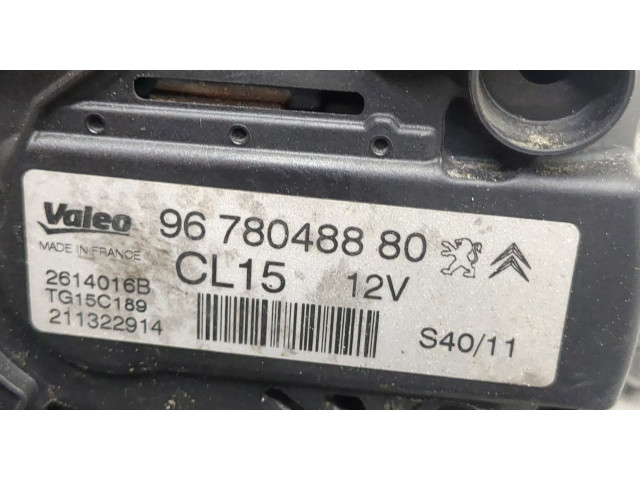 Valeo 96 780488 80
MADE IN FRANCE
CL15 12V
2614016B
TG15C189
211322914
S40/11